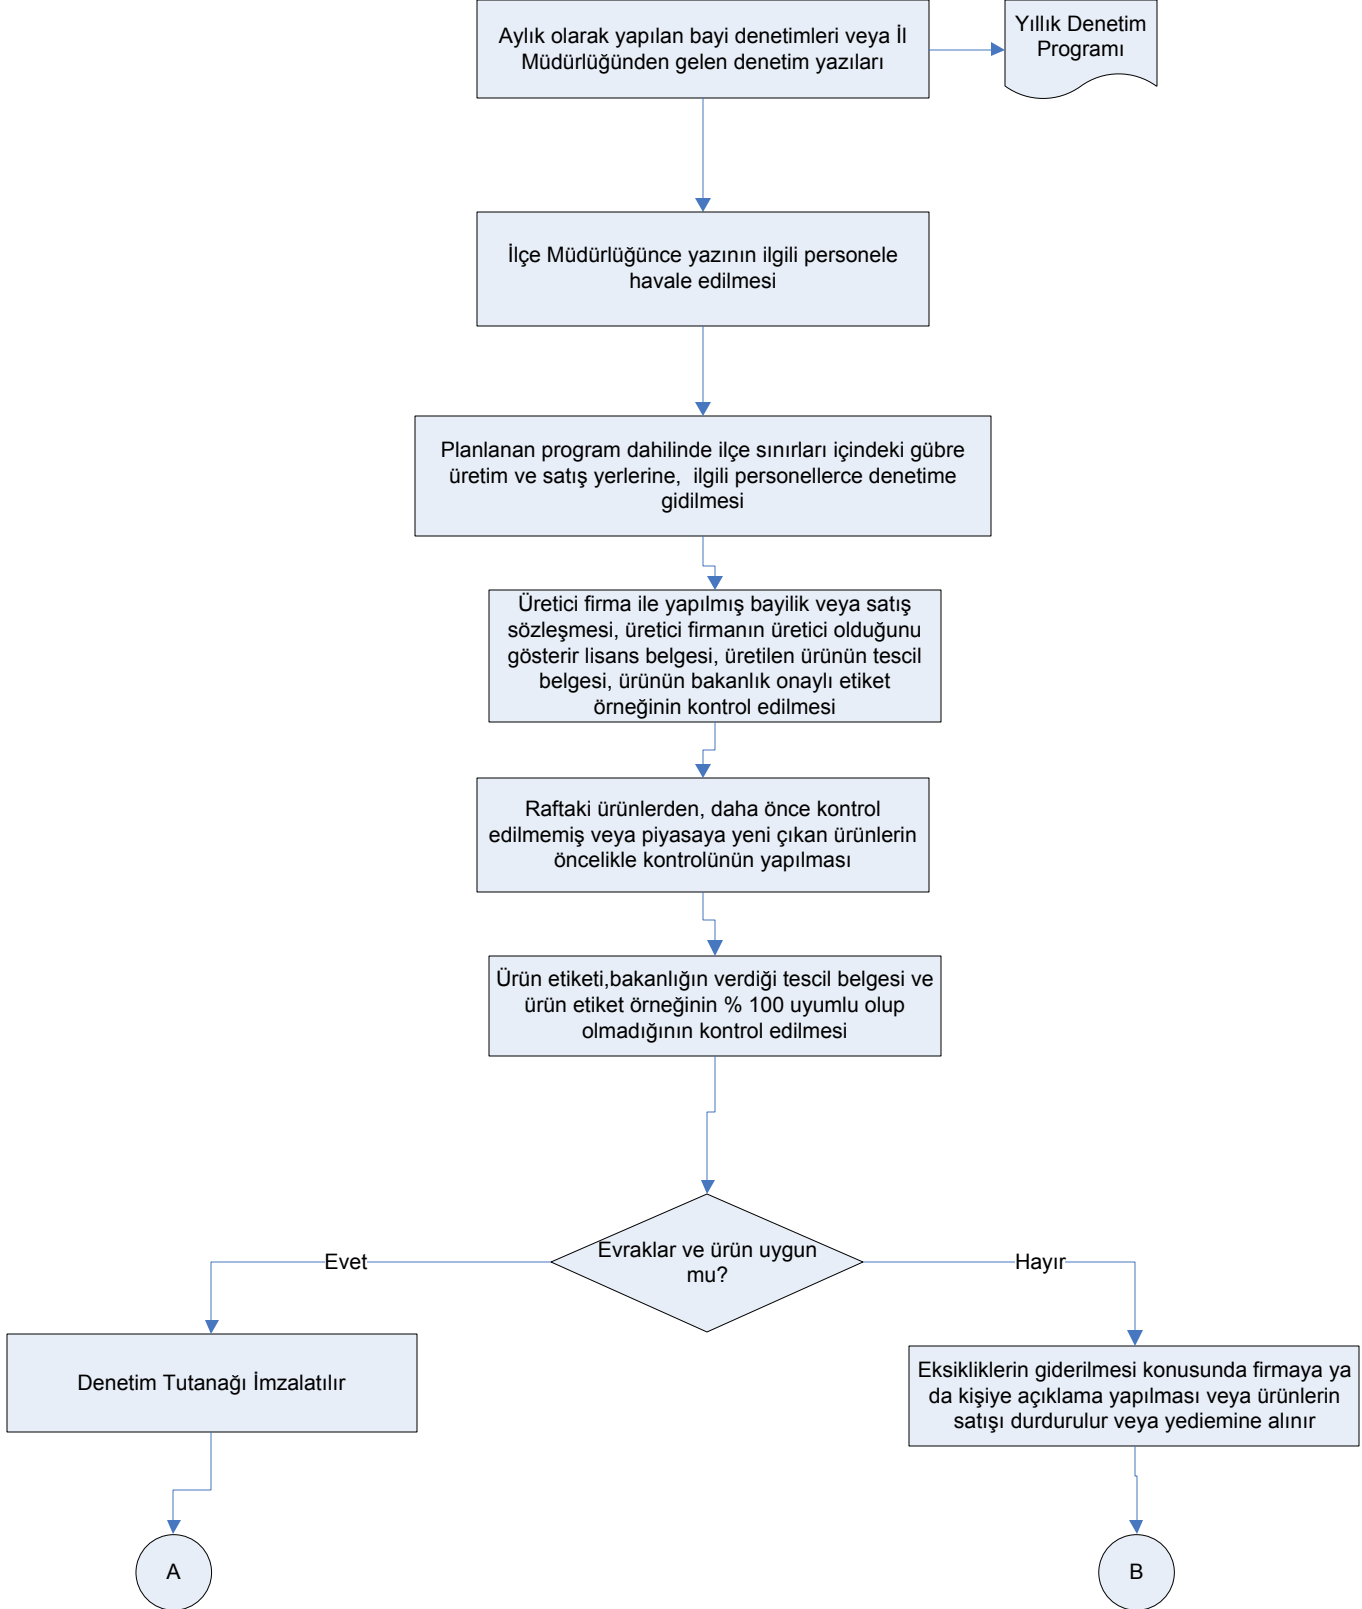 Aylık olarak yapılan bayi denetimleri veya İl
Müdürlüğünden gelen denetim yazıları
Yıllık Denetim
Programı
İlçe Müdürlüğünce yazının ilgili personele
havale edilmesi
Planlanan program dahilinde ilçe sınırları içindeki gübre
üretim ve satış yerlerine,  ilgili personellerce denetime
gidilmesi
Üretici firma ile yapılmış bayilik veya satış
sözleşmesi, üretici firmanın üretici olduğunu
gösterir lisans belgesi, üretilen ürünün tescil
belgesi, ürünün bakanlık onaylı etiket
örneğinin kontrol edilmesi
Raftaki ürünlerden, daha önce kontrol
edilmemiş veya piyasaya yeni çıkan ürünlerin
öncelikle kontrolünün yapılması
Ürün etiketi,bakanlığın verdiği tescil belgesi ve
ürün etiket örneğinin % 100 uyumlu olup
olmadığının kontrol edilmesi
Evraklar ve ürün uygun
mu?
Evet
Hayır
Denetim Tutanağı İmzalatılır
Eksikliklerin giderilmesi konusunda firmaya ya
da kişiye açıklama yapılması veya ürünlerin
satışı durdurulur veya yediemine alınır
A
B